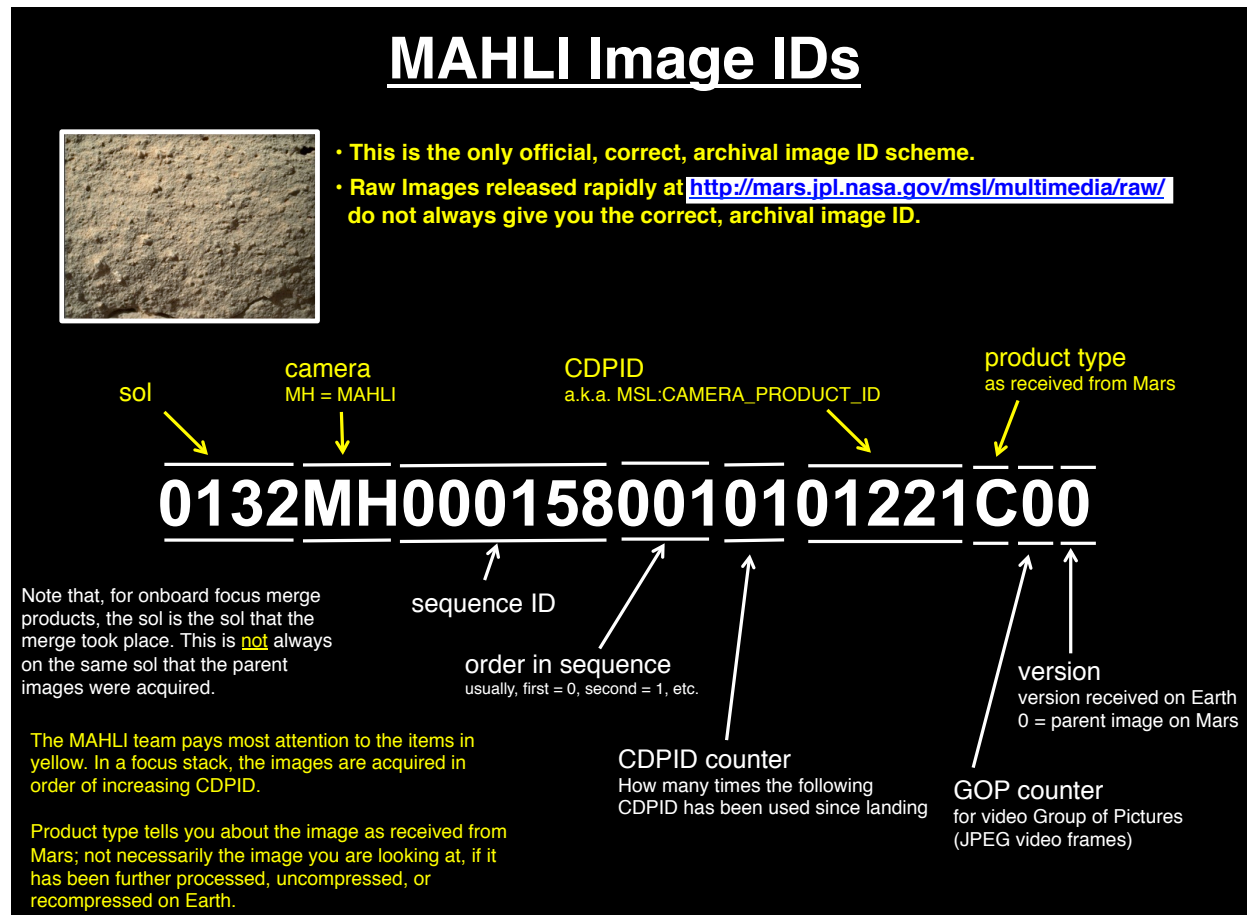 MAHLI Image IDs
• This is the only official, correct, archival image ID scheme.
• Raw Images released rapidly at http://mars.jpl.nasa.gov/msl/multimedia/raw/
do not always give you the correct, archival image ID.
sol
camera
MH = MAHLI
CDPID
a.k.a. MSL:CAMERA_PRODUCT_ID
product type
as received from Mars
0132MH0001580010101221C00
Note that, for onboard focus merge
products, the sol is the sol that the
merge took place. This is not always
on the same sol that the parent
images were acquired.
sequence ID
order in sequence
usually, first = 0, second = 1, etc.
CDPID counter
How many times the following
CDPID has been used since landing
version
version received on Earth
0 = parent image on Mars
GOP counter
for video Group of Pictures
(JPEG video frames)
The MAHLI team pays most attention to the items in
yellow. In a focus stack, the images are acquired in
order of increasing CDPID.
Product type tells you about the image as received from
Mars; not necessarily the image you are looking at, if it
has been further processed, uncompressed, or
recompressed on Earth.